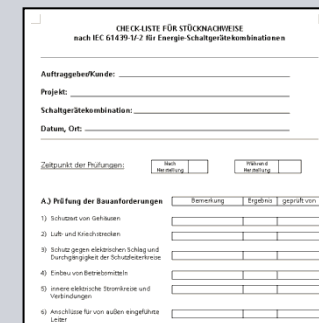 CHECK-LISTE FÜR STÜCKNACHWEISE
nach IEC 61439-1/-2 für Energie-Schaltgerätekombinationen
Auftraggeber/Kunde:
Projekt:
Schaltgerätekombination:
Datum, Ort:
Zeitpunkt der Prüfungen: Nach Herstellung Während Herstellung
A.) Prüfung der Bauanforderungen Bemerkung Ergebnis geprüft von
1) Schutzart von Gehäusen
2) Luft- und Kriechstrecken
3) Schutz gegen elektrischen Schlag und
Durchgängigkeit der Schutzleiterkreise
4) Einbau von Betriebsmitteln
5) innere elektrische Stromkreise und
Verbindungen
6) Anschlüsse für von außen eingeführte
Leiter